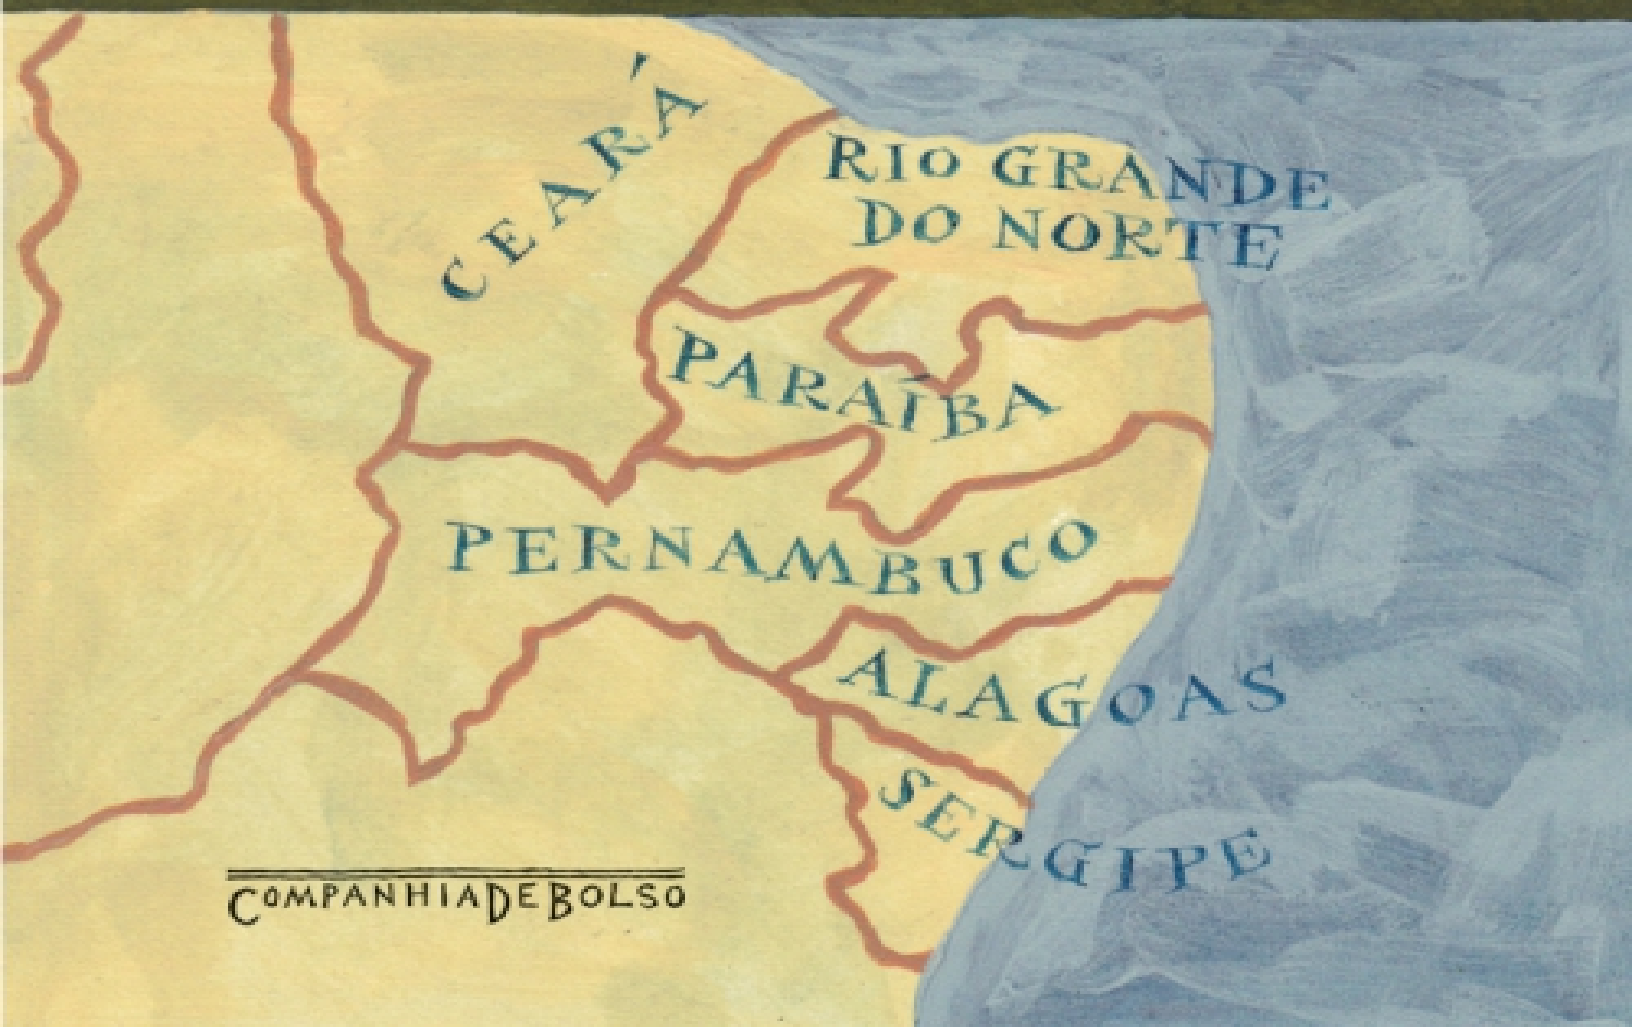 CEARÁ
RIO GRANDE
DO NORTE
PARAÍBA
PERNAMBUCO
ALAGOAS
SERGIPE
COMPANHIADEBOLSO